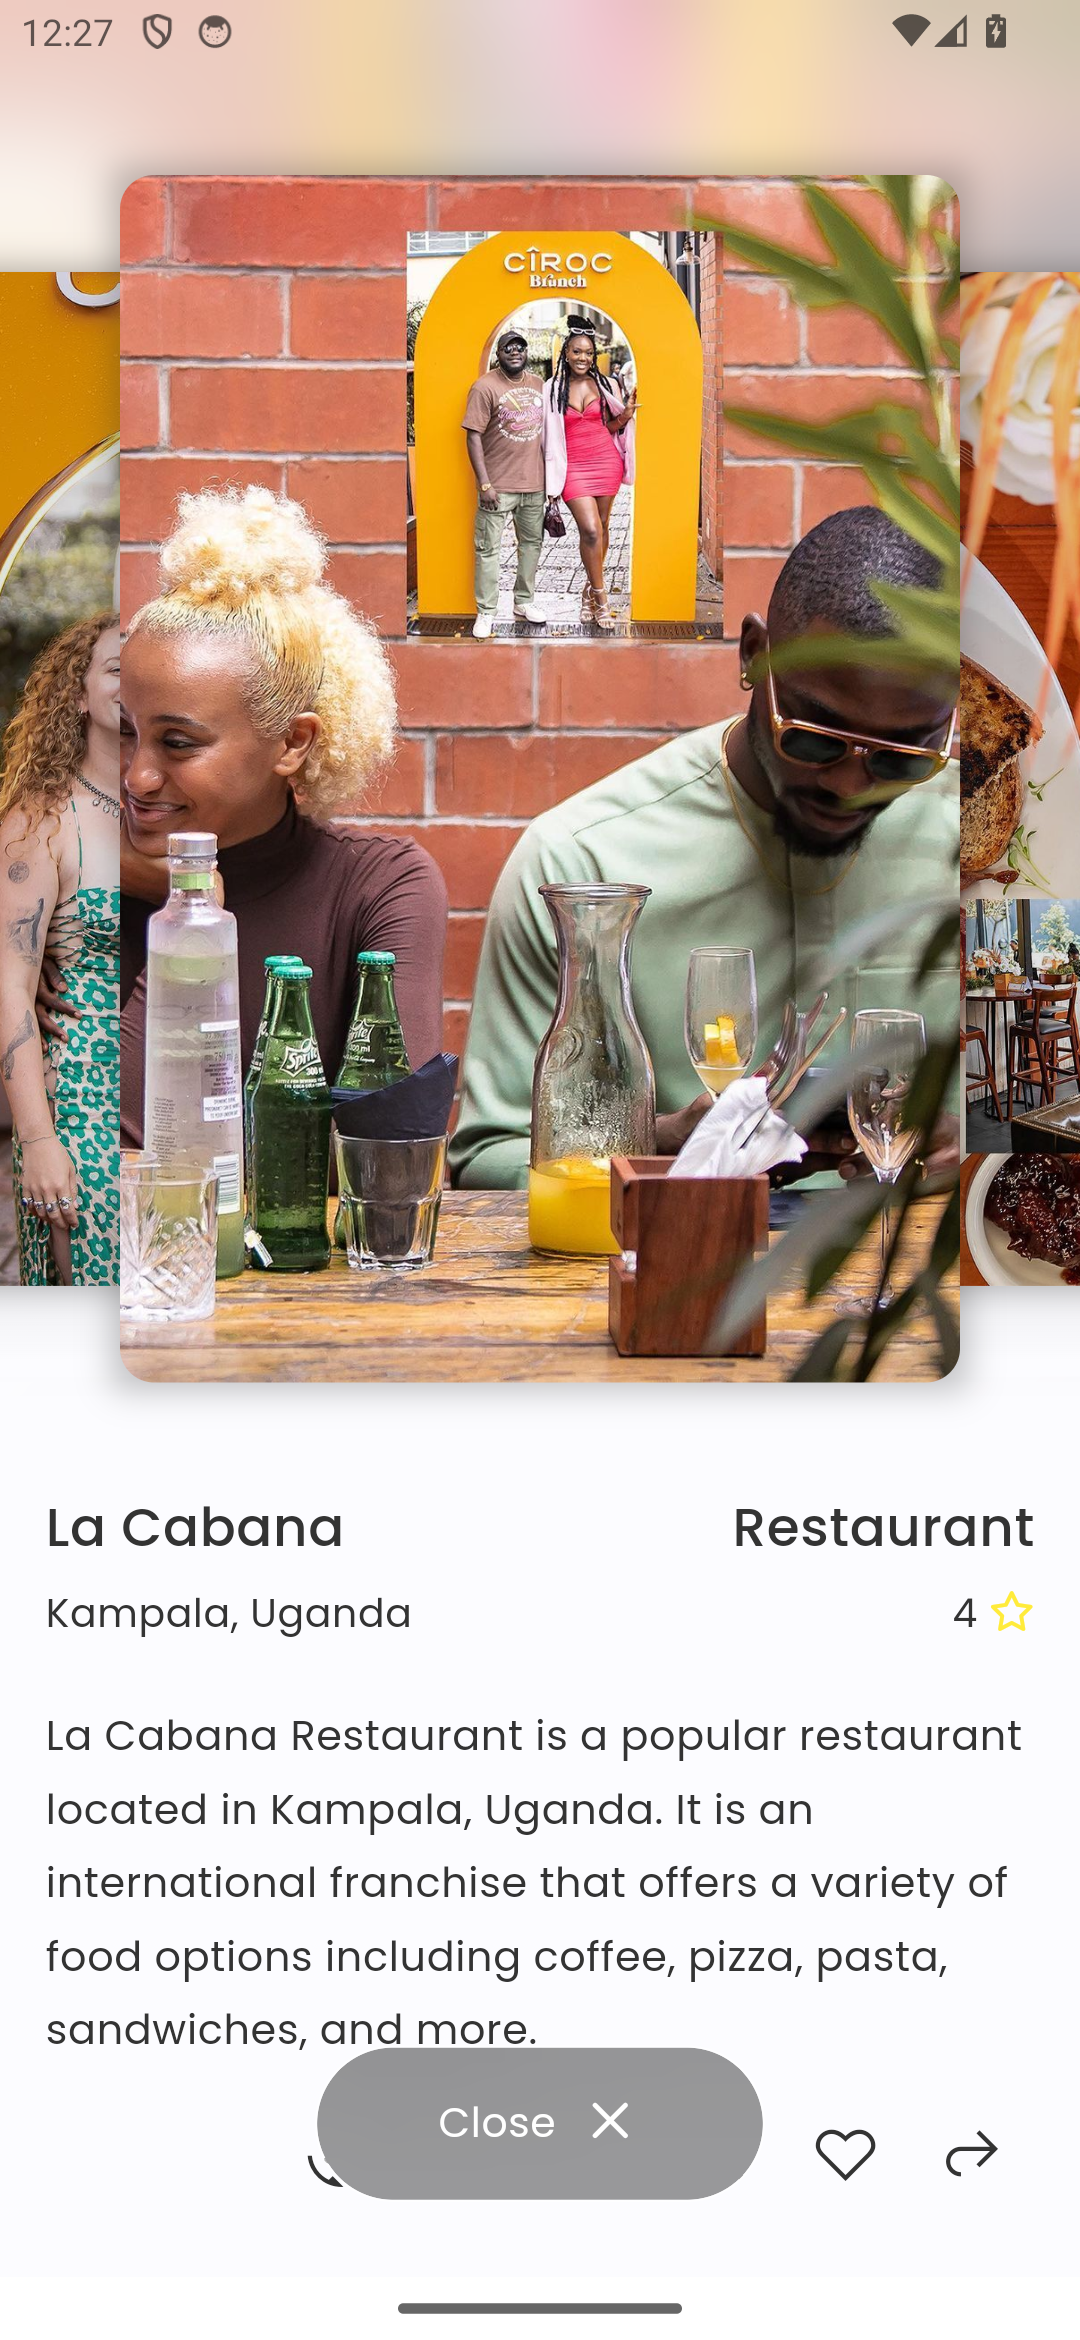 12:27
CÎROC
Brunch
Sprite
300 ml
La Cabana
Restaurant
Kampala, Uganda
4
La Cabana Restaurant is a popular restaurant
located in Kampala, Uganda. It is an
international franchise that offers a variety of
food options including coffee, pizza, pasta,
sandwiches, and more.
Close